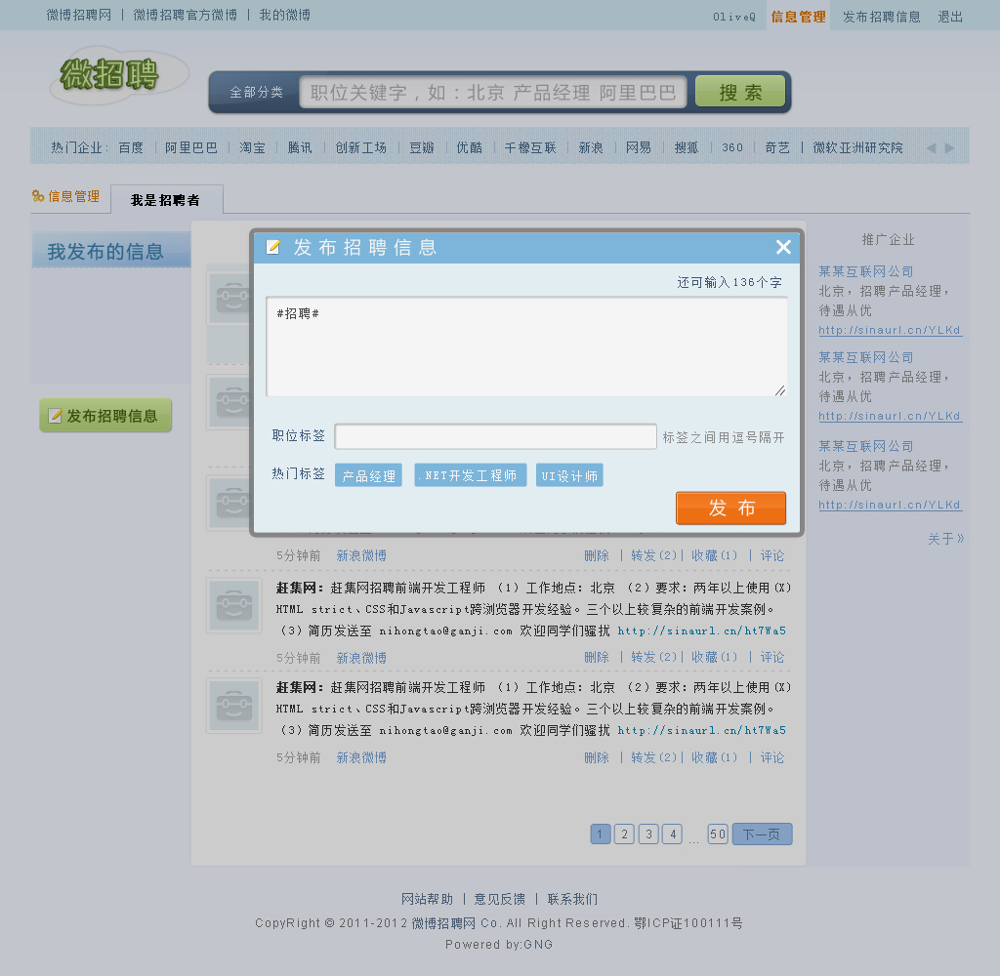 微博招聘网 | 微博招聘官方微博 | 我的微博
OliveQ 信息管理 发布招聘信息 退出
微招聘
全部分类 职位关键字，如：北京 产品经理 阿里巴巴 搜索
热门企业： 百度 | 阿里巴巴 | 淘宝 | 腾讯 | 创新工场 | 豆瓣 | 优酷 | 千橡互联 | 新浪 | 网易 | 搜狐 | 360 | 奇艺 | 微软亚洲研究院
信息管理 我是招聘者
我发布的信息
发布招聘信息
发布招聘信息
还可输入136个字
#招聘#
职位标签 标签之间用逗号隔开
热门标签 产品经理 .NET开发工程师 UI设计师
发布
5分钟前 新浪微博 删除 | 转发(2)| 收藏(1) | 评论
赶集网：赶集网招聘前端开发工程师 （1）工作地点：北京 （2）要求：两年以上使用(X)
HTML strict、CSS和Javascript跨浏览器开发经验。三个以上较复杂的前端开发案例。
（3）简历发送至 nihongtao@ganji.com 欢迎同学们骚扰 http://sinaurl.cn/ht7Wa5
5分钟前 新浪微博 删除 | 转发(2)| 收藏(1) | 评论
赶集网：赶集网招聘前端开发工程师 （1）工作地点：北京 （2）要求：两年以上使用(X)
HTML strict、CSS和Javascript跨浏览器开发经验。三个以上较复杂的前端开发案例。
（3）简历发送至 nihongtao@ganji.com 欢迎同学们骚扰 http://sinaurl.cn/ht7Wa5
5分钟前 新浪微博 删除 | 转发(2)| 收藏(1) | 评论
1 2 3 4 ... 50 下一页
推广企业
某某互联网公司
北京，招聘产品经理，
待遇从优
http://sinaurl.cn/YLKd
某某互联网公司
北京，招聘产品经理，
待遇从优
http://sinaurl.cn/YLKd
某某互联网公司
北京，招聘产品经理，
待遇从优
http://sinaurl.cn/YLKd
关于》
网站帮助 | 意见反馈 | 联系我们
CopyRight © 2011-2012 微博招聘网 Co. All Right Reserved. 鄂ICP证100111号
Powered by:GNG